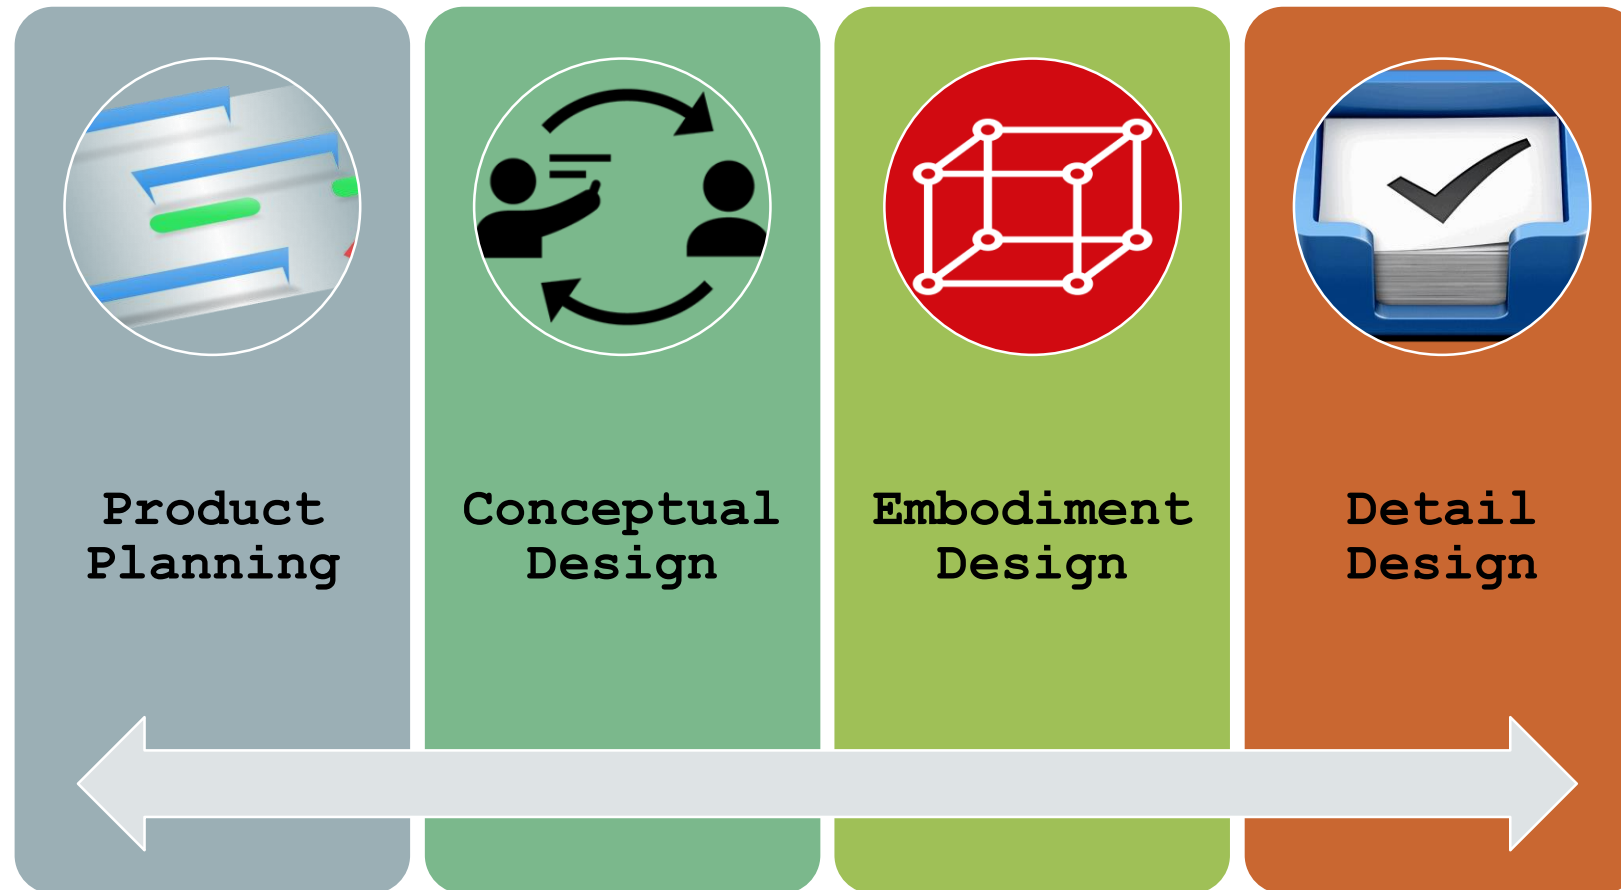 Product
Planning
Conceptual
Design
Embodiment
Design
Detail
Design